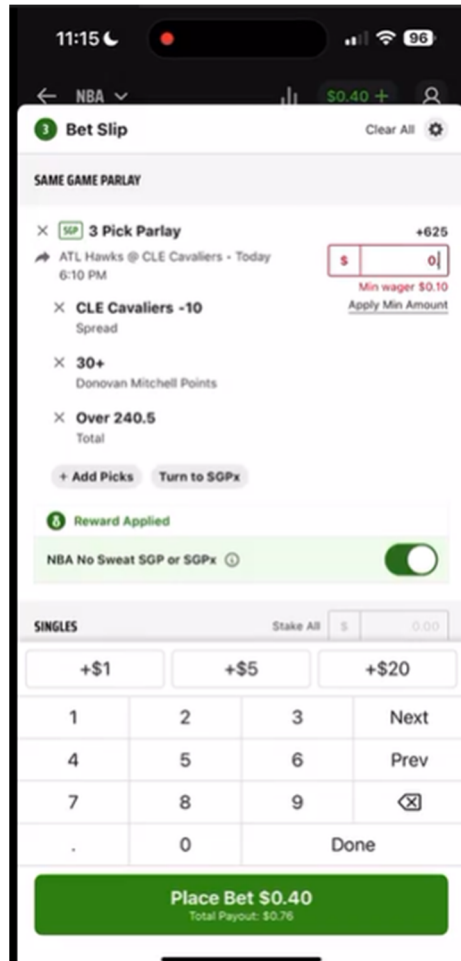 11:15
96
NBA
$0.40 +
3 Bet Slip
Clear All
SAME GAME PARLAY
SGP 3 Pick Parlay
+625
ATL Hawks @ CLE Cavaliers - Today
6:10 PM
$ 0
Min wager $0.10
Apply Min Amount
CLE Cavaliers -10
Spread
30+
Donovan Mitchell Points
Over 240.5
Total
+ Add Picks
Turn to SGPx
Reward Applied
NBA No Sweat SGP or SGPx
SINGLES
Stake All $ 0.00
+$1 +$5 +$20
1 2 3 Next
4 5 6 Prev
7 8 9
. 0 Done
Place Bet $0.40
Total Payout: $0.76